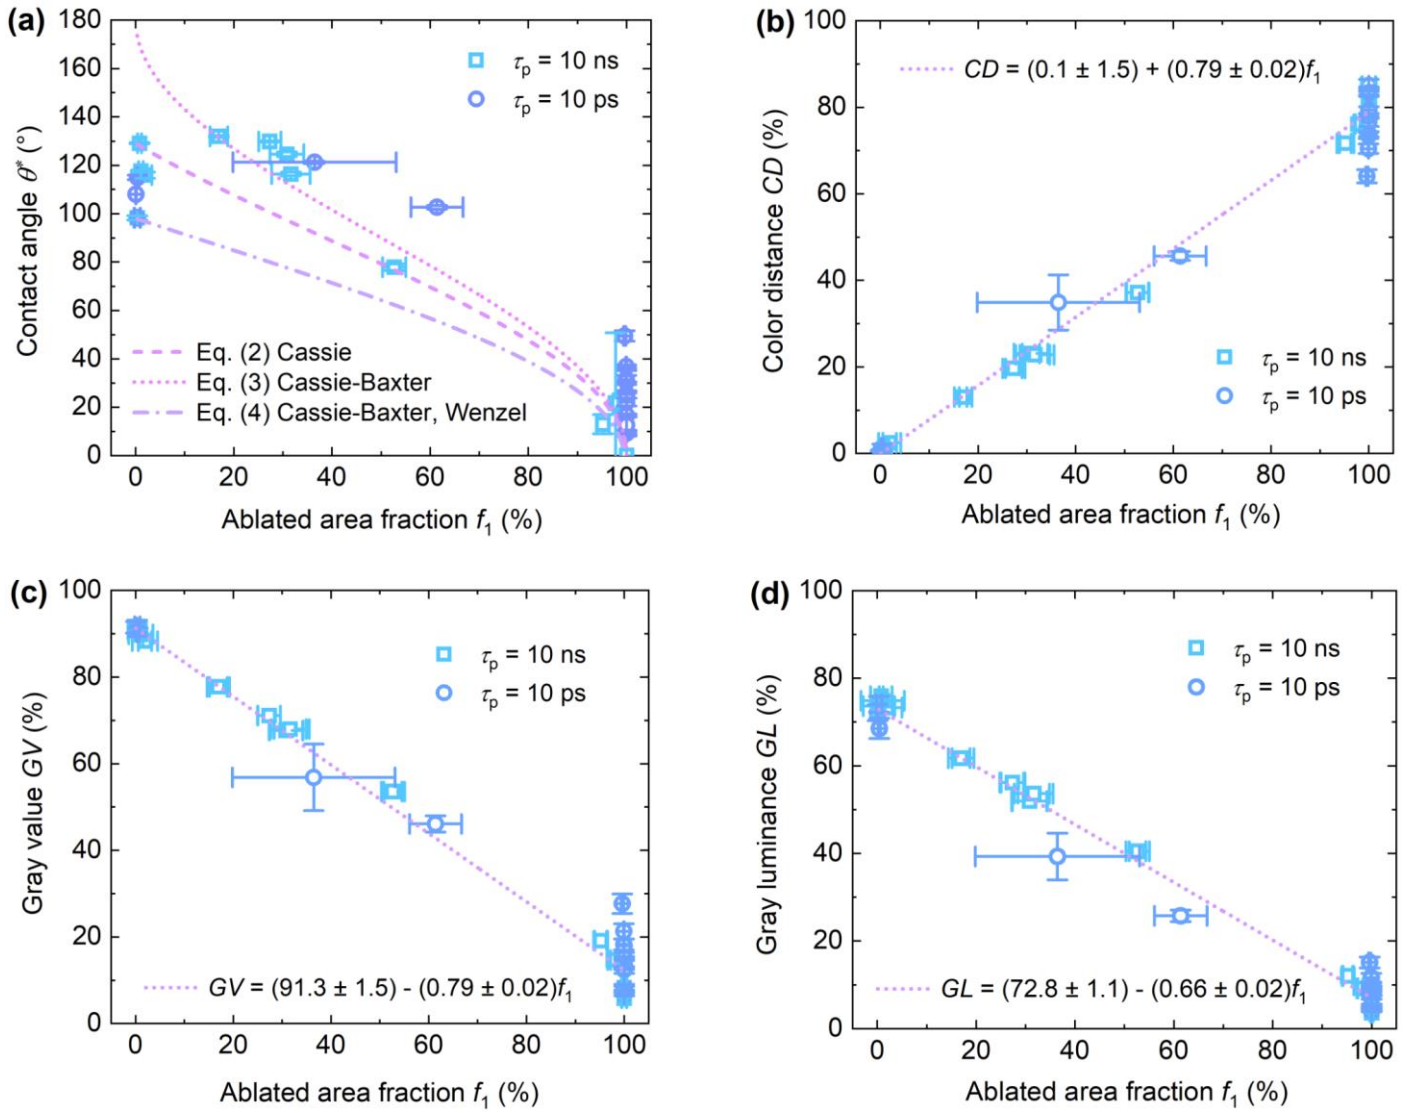 (a)
180
160
140
120
100
80
60
40
20
0
Contact angle θ* (°)
τp = 10 ns
τp = 10 ps
Eq. (2) Cassie
Eq. (3) Cassie-Baxter
Eq. (4) Cassie-Baxter, Wenzel
0 20 40 60 80 100
Ablated area fraction f1 (%)
(b)
100
80
60
40
20
0
Color distance CD (%)
CD = (0.1 ± 1.5) + (0.79 ± 0.02)f1
τp = 10 ns
τp = 10 ps
0 20 40 60 80 100
Ablated area fraction f1 (%)
(c)
100
80
60
40
20
0
Gray value GV (%)
τp = 10 ns
τp = 10 ps
GV = (91.3 ± 1.5) - (0.79 ± 0.02)f1
0 20 40 60 80 100
Ablated area fraction f1 (%)
(d)
100
80
60
40
20
0
Gray luminance GL (%)
τp = 10 ns
τp = 10 ps
GL = (72.8 ± 1.1) - (0.66 ± 0.02)f1
0 20 40 60 80 100
Ablated area fraction f1 (%)